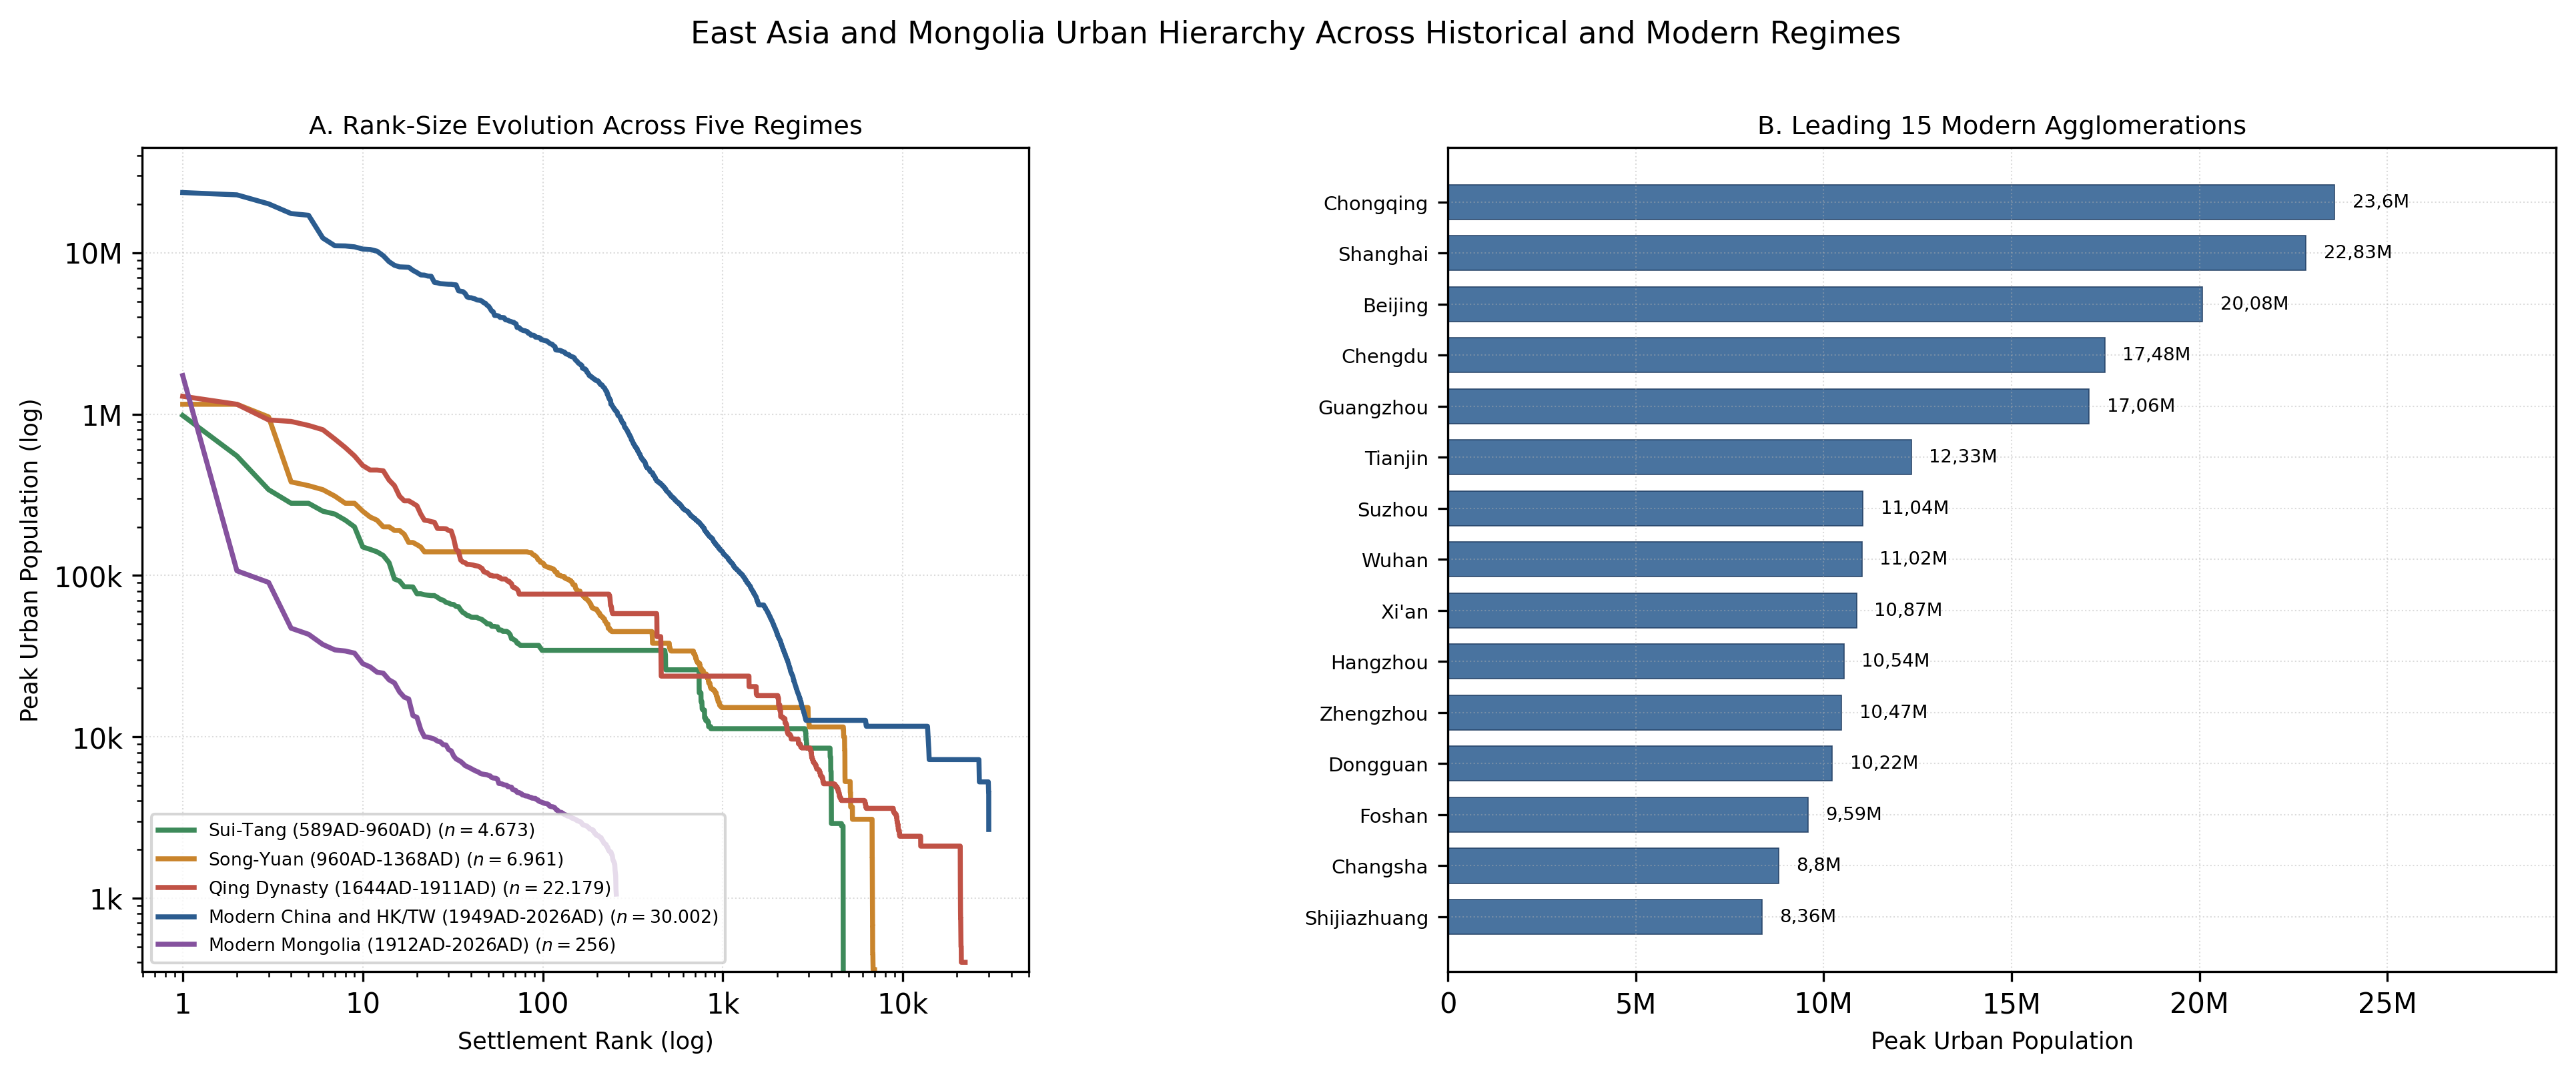 East Asia and Mongolia Urban Hierarchy Across Historical and Modern Regimes
A. Rank-Size Evolution Across Five Regimes
Peak Urban Population (log)
10M
1M
100k
10k
1k
Sui-Tang (589AD-960AD) (n = 4.673)
Song-Yuan (960AD-1368AD) (n = 6.961)
Qing Dynasty (1644AD-1911AD) (n = 22.179)
Modern China and HK/TW (1949AD-2026AD) (n = 30.002)
Modern Mongolia (1912AD-2026AD) (n = 256)
1 10 100 1k 10k
Settlement Rank (log)
B. Leading 15 Modern Agglomerations
Chongqing 23,6M
Shanghai 22,83M
Beijing 20,08M
Chengdu 17,48M
Guangzhou 17,06M
Tianjin 12,33M
Suzhou 11,04M
Wuhan 11,02M
Xi'an 10,87M
Hangzhou 10,54M
Zhengzhou 10,47M
Dongguan 10,22M
Foshan 9,59M
Changsha 8,8M
Shijiazhuang 8,36M
0 5M 10M 15M 20M 25M
Peak Urban Population